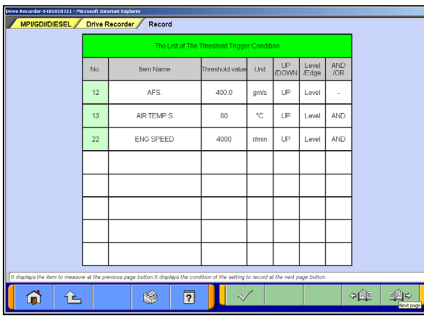 Drive Recorder-0401010721 - Microsoft Internet Explorer
MPI/GDI/DIESEL Drive Recorder Record
The List of The Threshold Trigger Condition
No. Item Name Threshold value Unit UP /DOWN Level /Edge AND /OR
12 AFS. 400.0 gm/s UP Level -
13 AIR TEMP.S 80 °C UP Level AND
22 ENG SPEED 4000 r/min UP Level AND
It displays the item to measure at the previous page button.It displays the condition of the setting to record at the next page button.
?
Next page